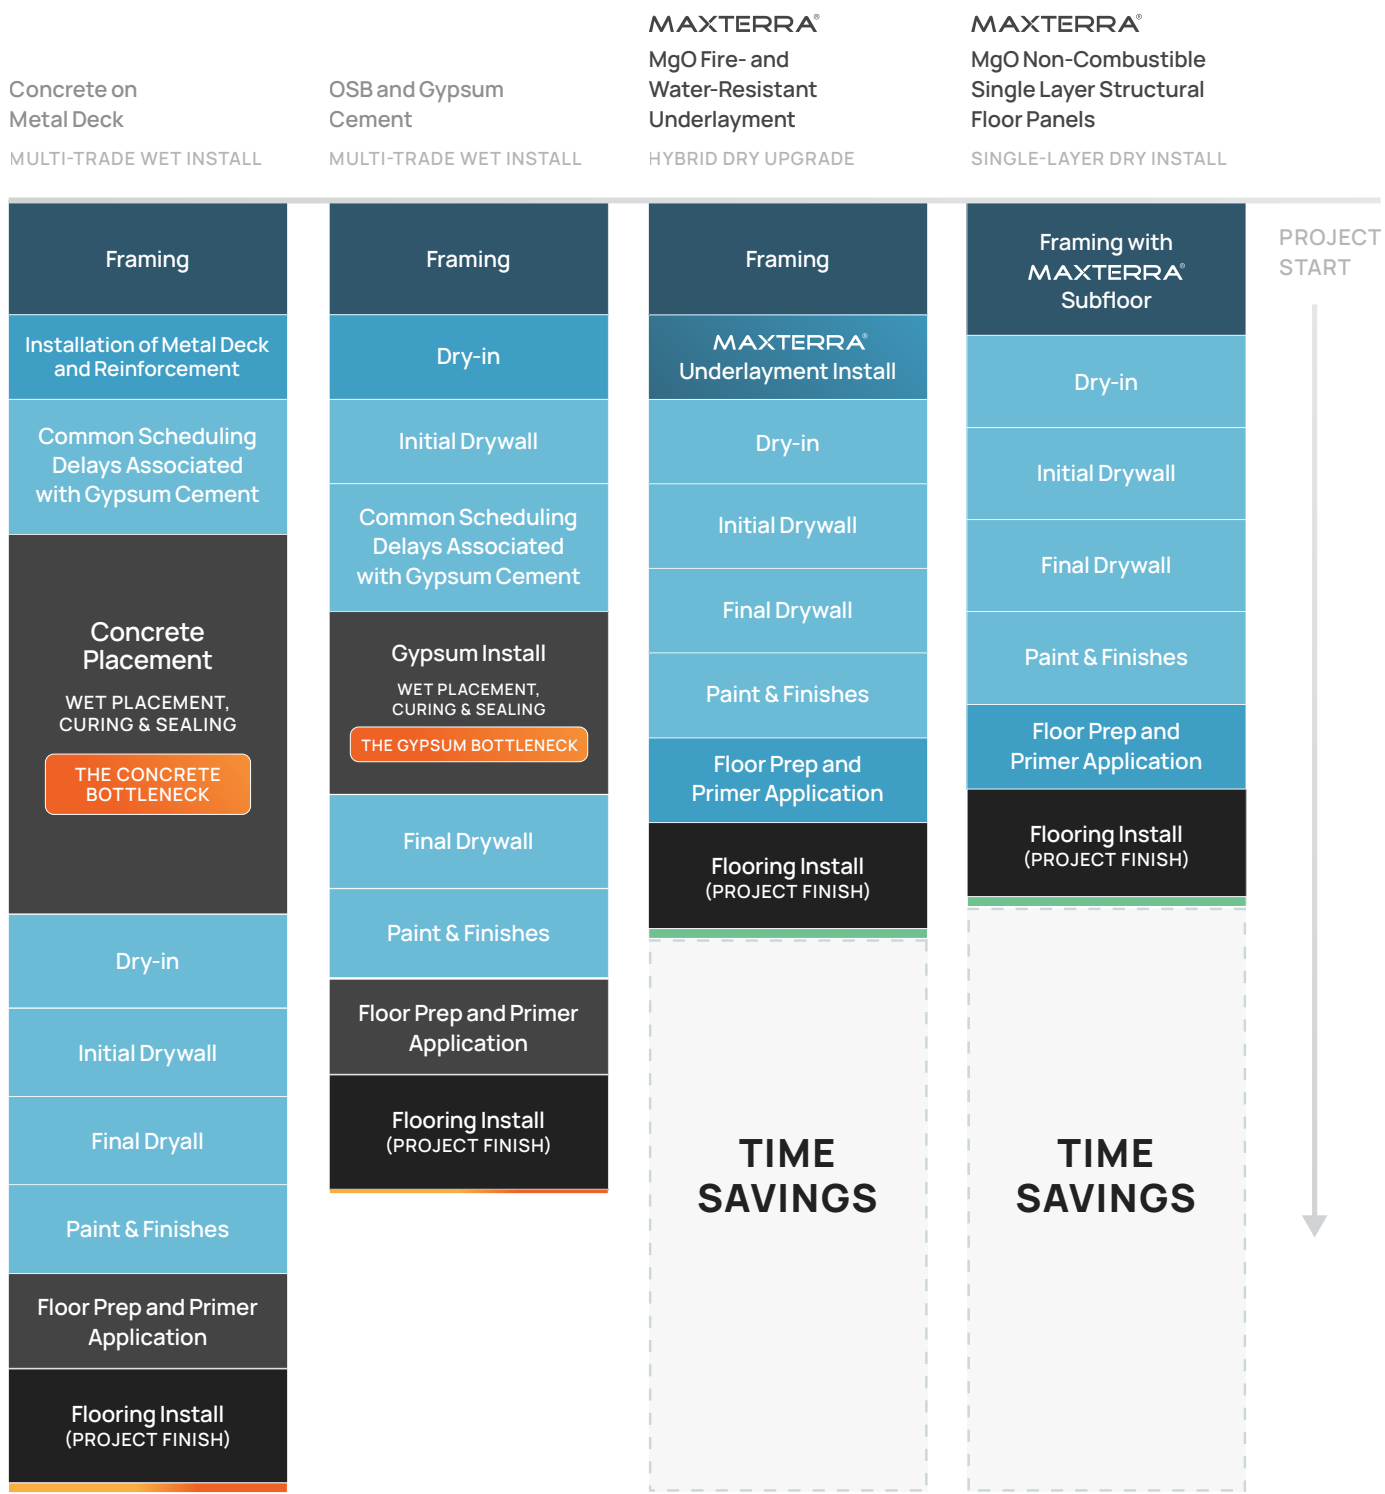 Concrete on
Metal Deck
MULTI-TRADE WET INSTALL
Framing
Installation of Metal Deck
and Reinforcement
Common Scheduling
Delays Associated
with Gypsum Cement
Concrete
Placement
WET PLACEMENT,
CURING & SEALING
THE CONCRETE
BOTTLENECK
Dry-in
Initial Drywall
Final Dryall
Paint & Finishes
Floor Prep and Primer
Application
Flooring Install
(PROJECT FINISH)
OSB and Gypsum
Cement
MULTI-TRADE WET INSTALL
Framing
Dry-in
Initial Drywall
Common Scheduling
Delays Associated
with Gypsum Cement
Gypsum Install
WET PLACEMENT,
CURING & SEALING
THE GYPSUM BOTTLENECK
Final Drywall
Paint & Finishes
Floor Prep and Primer
Application
Flooring Install
(PROJECT FINISH)
MAXTERRA®
MgO Fire- and
Water-Resistant
Underlayment
HYBRID DRY UPGRADE
Framing
MAXTERRA®
Underlayment Install
Dry-in
Initial Drywall
Final Drywall
Paint & Finishes
Floor Prep and
Primer Application
Flooring Install
(PROJECT FINISH)
TIME
SAVINGS
MAXTERRA®
MgO Non-Combustible
Single Layer Structural
Floor Panels
SINGLE-LAYER DRY INSTALL
Framing with
MAXTERRA®
Subfloor
Dry-in
Initial Drywall
Final Drywall
Paint & Finishes
Floor Prep and
Primer Application
Flooring Install
(PROJECT FINISH)
TIME
SAVINGS
PROJECT
START